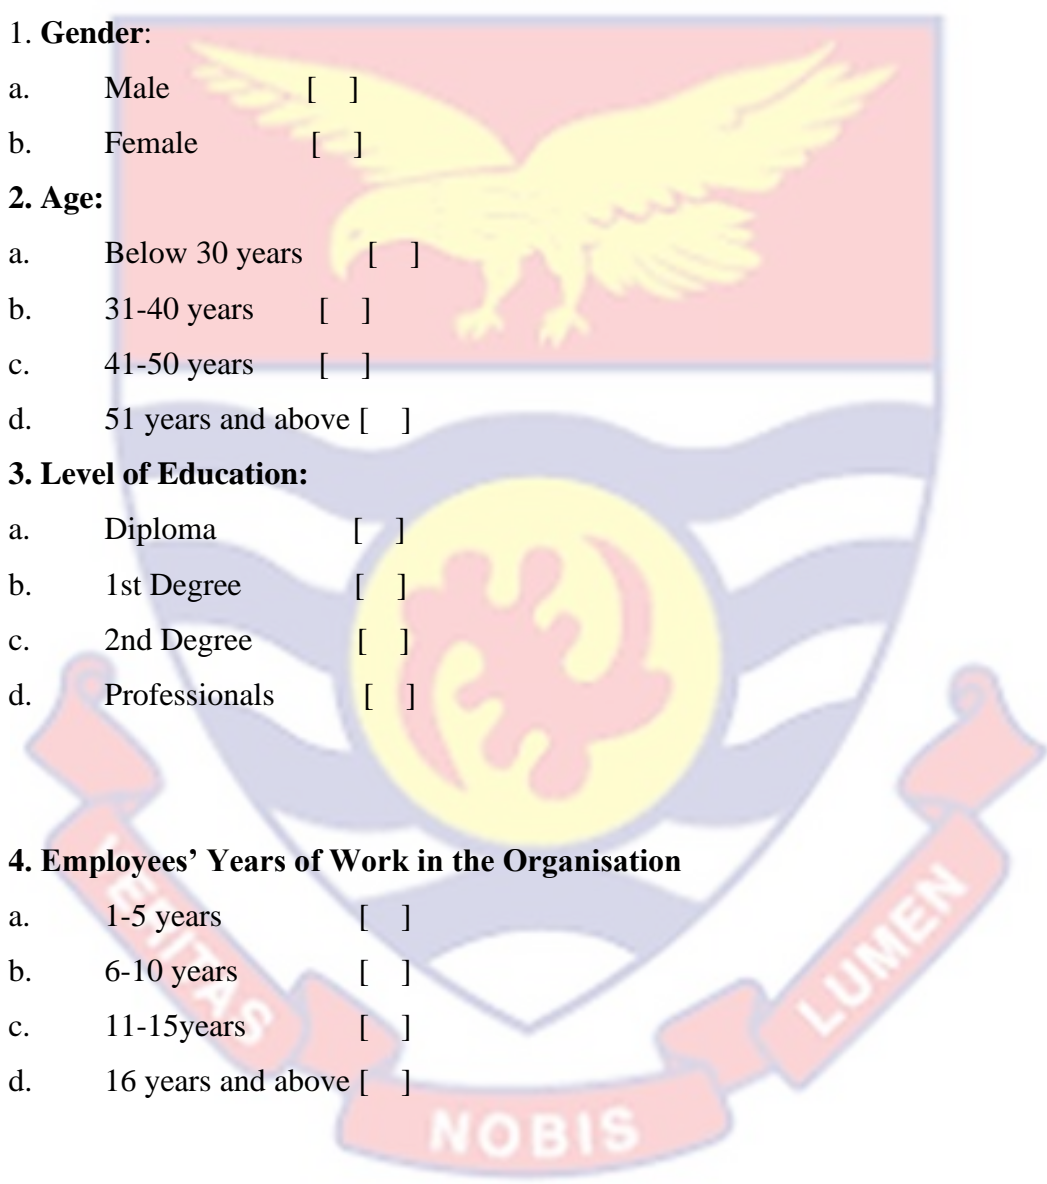 1. Gender:
a. Male [ ]
b. Female [ ]
2. Age:
a. Below 30 years [ ]
b. 31-40 years [ ]
c. 41-50 years [ ]
d. 51 years and above [ ]
3. Level of Education:
a. Diploma [ ]
b. 1st Degree [ ]
c. 2nd Degree [ ]
d. Professionals [ ]
4. Employees’ Years of Work in the Organisation
a. 1-5 years [ ]
b. 6-10 years [ ]
c. 11-15years [ ]
d. 16 years and above [ ]
VERITAS
NOBIS
LUMEN